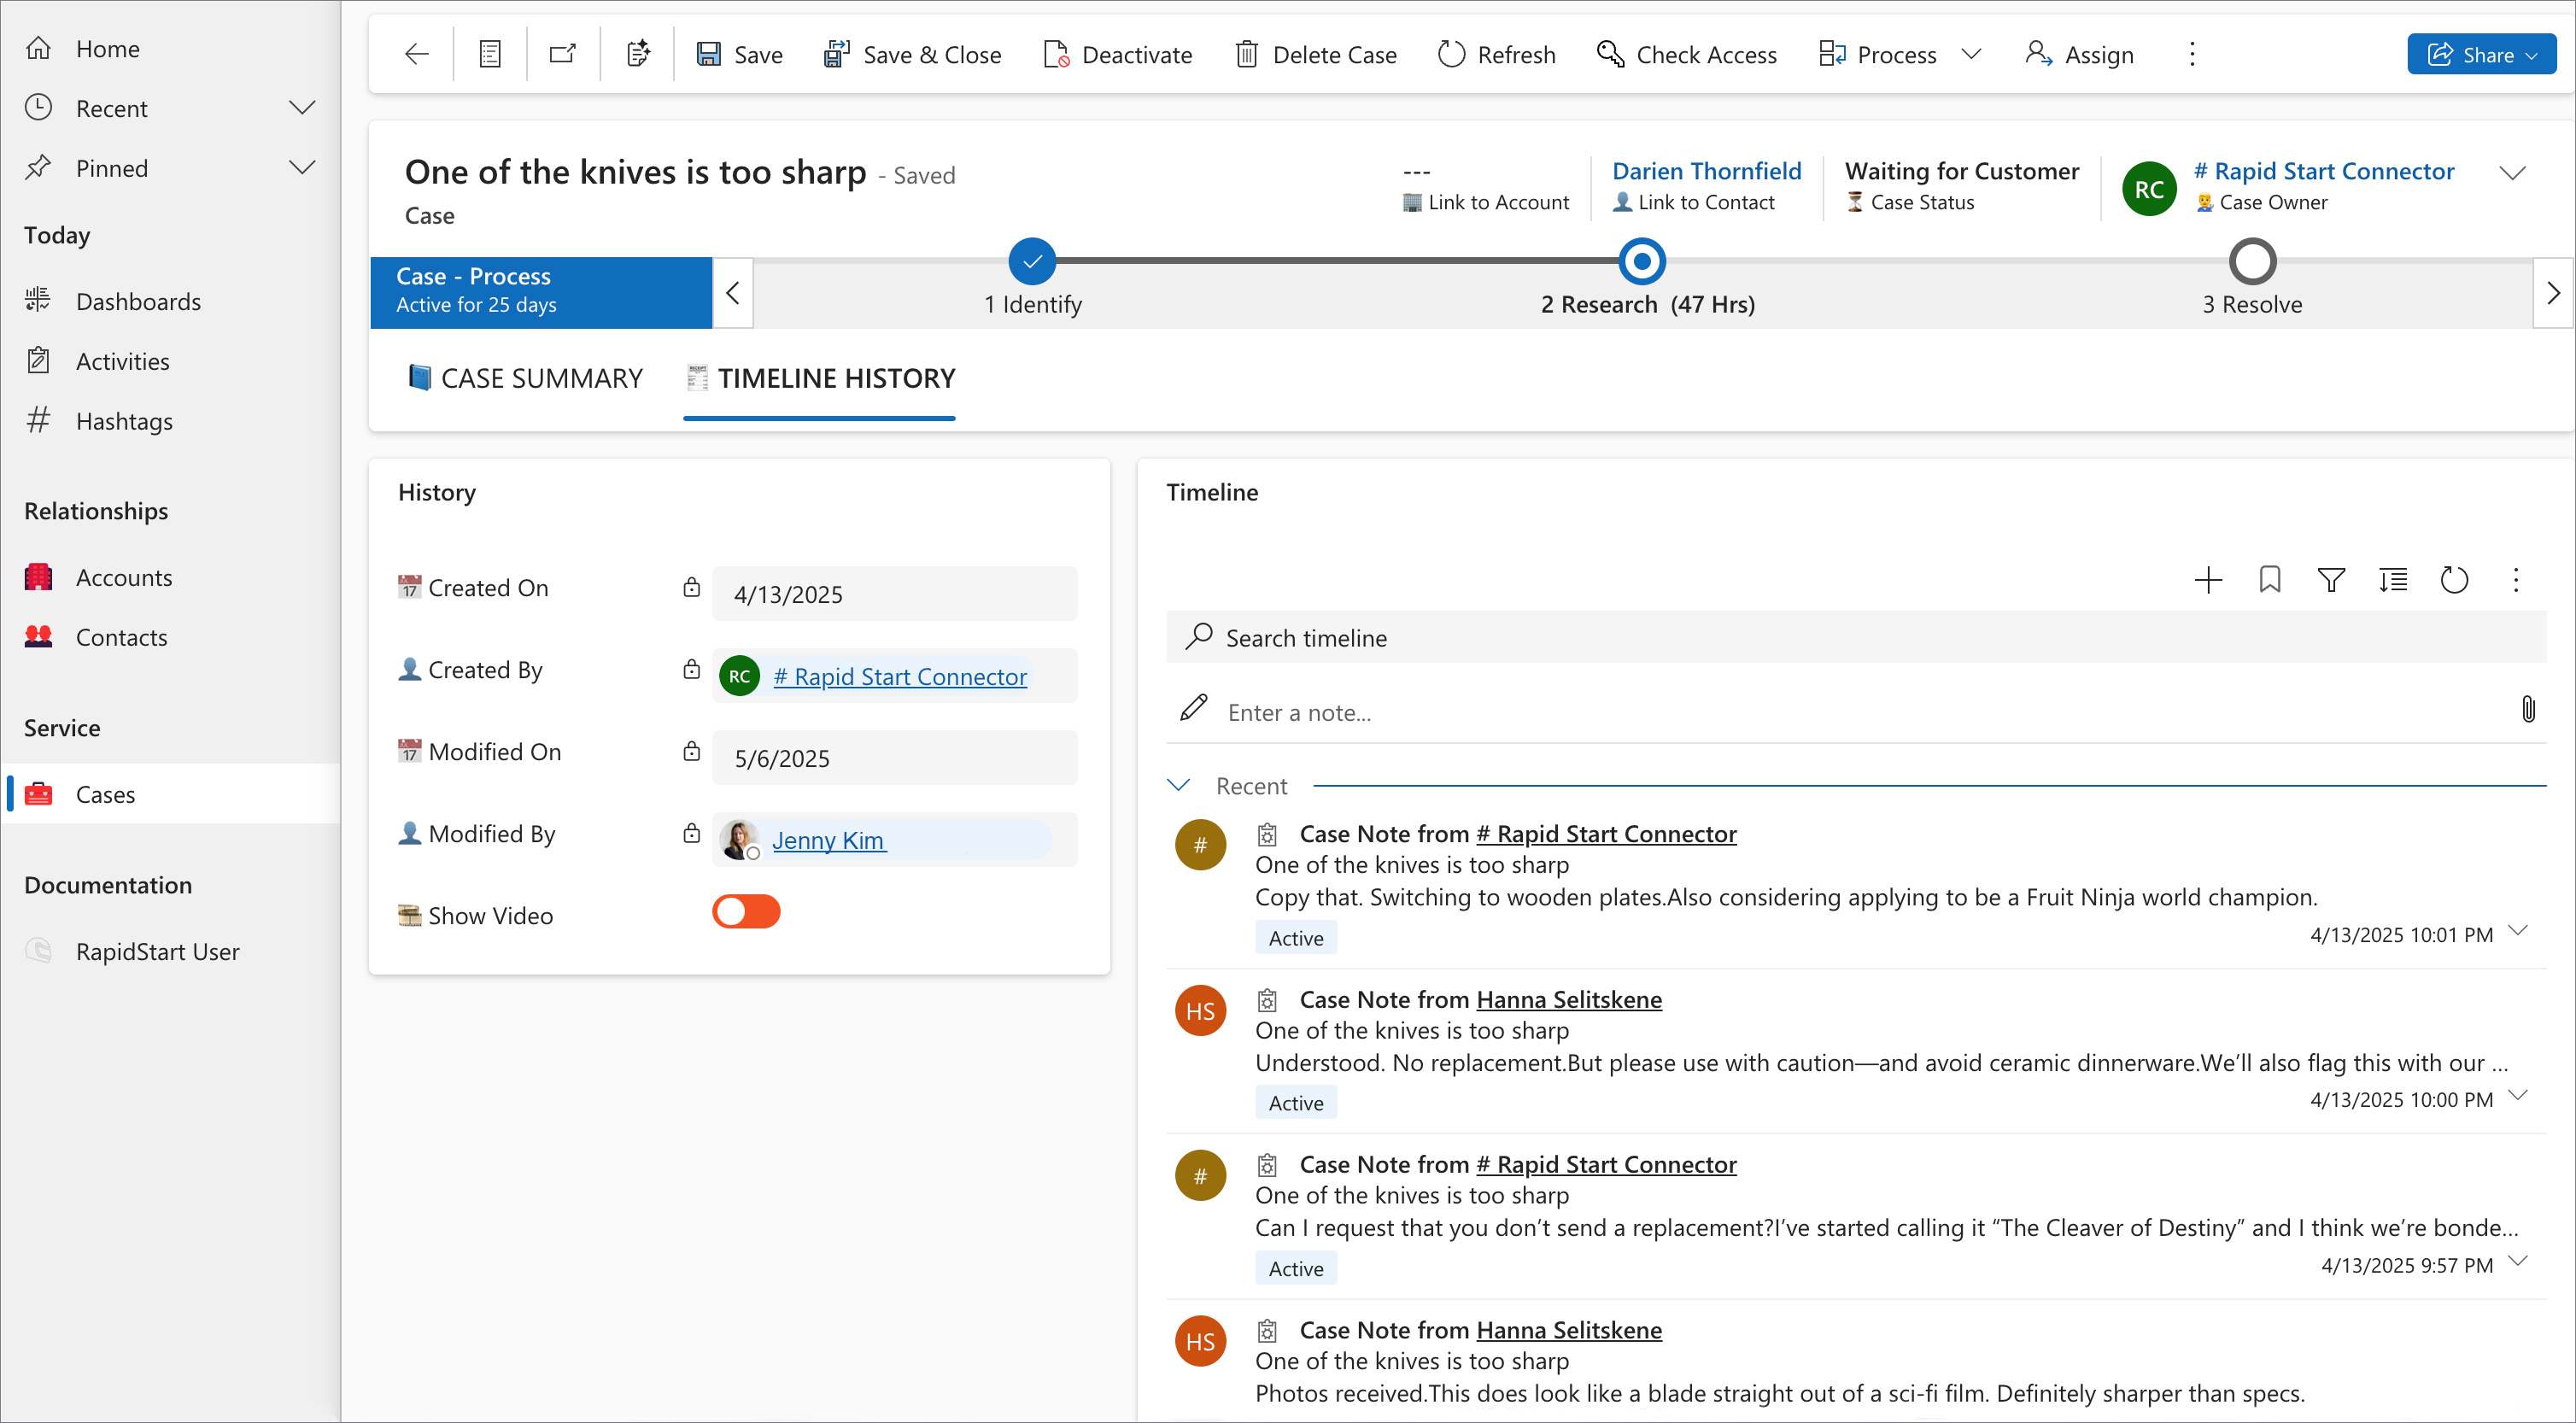 Home
Recent
Pinned
Today
Dashboards
Activities
Hashtags
Relationships
Accounts
Contacts
Service
Cases
Documentation
RapidStart User
Save
Save & Close
Deactivate
Delete Case
Refresh
Check Access
Process
Assign
Share
One of the knives is too sharp - Saved
Case
---
Link to Account
Darien Thornfield
Link to Contact
Waiting for Customer
Case Status
RC
# Rapid Start Connector
Case Owner
Case - Process
Active for 25 days
1 Identify
2 Research (47 Hrs)
3 Resolve
CASE SUMMARY
TIMELINE HISTORY
History
17 Created On
4/13/2025
Created By
RC # Rapid Start Connector
17 Modified On
5/6/2025
Modified By
Jenny Kim
Show Video
Timeline
Search timeline
Enter a note...
Recent
# Case Note from # Rapid Start Connector
One of the knives is too sharp
Copy that. Switching to wooden plates.Also considering applying to be a Fruit Ninja world champion.
Active
4/13/2025 10:01 PM
HS Case Note from Hanna Selitskene
One of the knives is too sharp
Understood. No replacement.But please use with caution—and avoid ceramic dinnerware.We’ll also flag this with our ...
Active
4/13/2025 10:00 PM
# Case Note from # Rapid Start Connector
One of the knives is too sharp
Can I request that you don’t send a replacement?I’ve started calling it “The Cleaver of Destiny” and I think we’re bonde...
Active
4/13/2025 9:57 PM
HS Case Note from Hanna Selitskene
One of the knives is too sharp
Photos received.This does look like a blade straight out of a sci-fi film. Definitely sharper than specs.